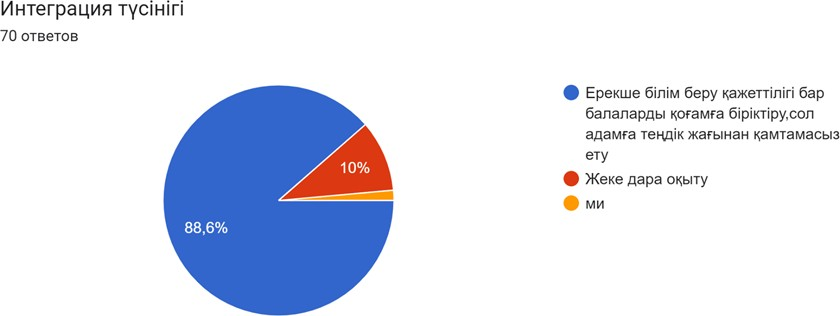 Интеграция түсінігі
70 ответов
Ерекше білім беру қажеттілігі бар
балаларды қоғамға біріктіру,сол
адамға теңдік жағынан қамтамасыз
ету
Жеке дара оқыту
ми
10%
88,6%